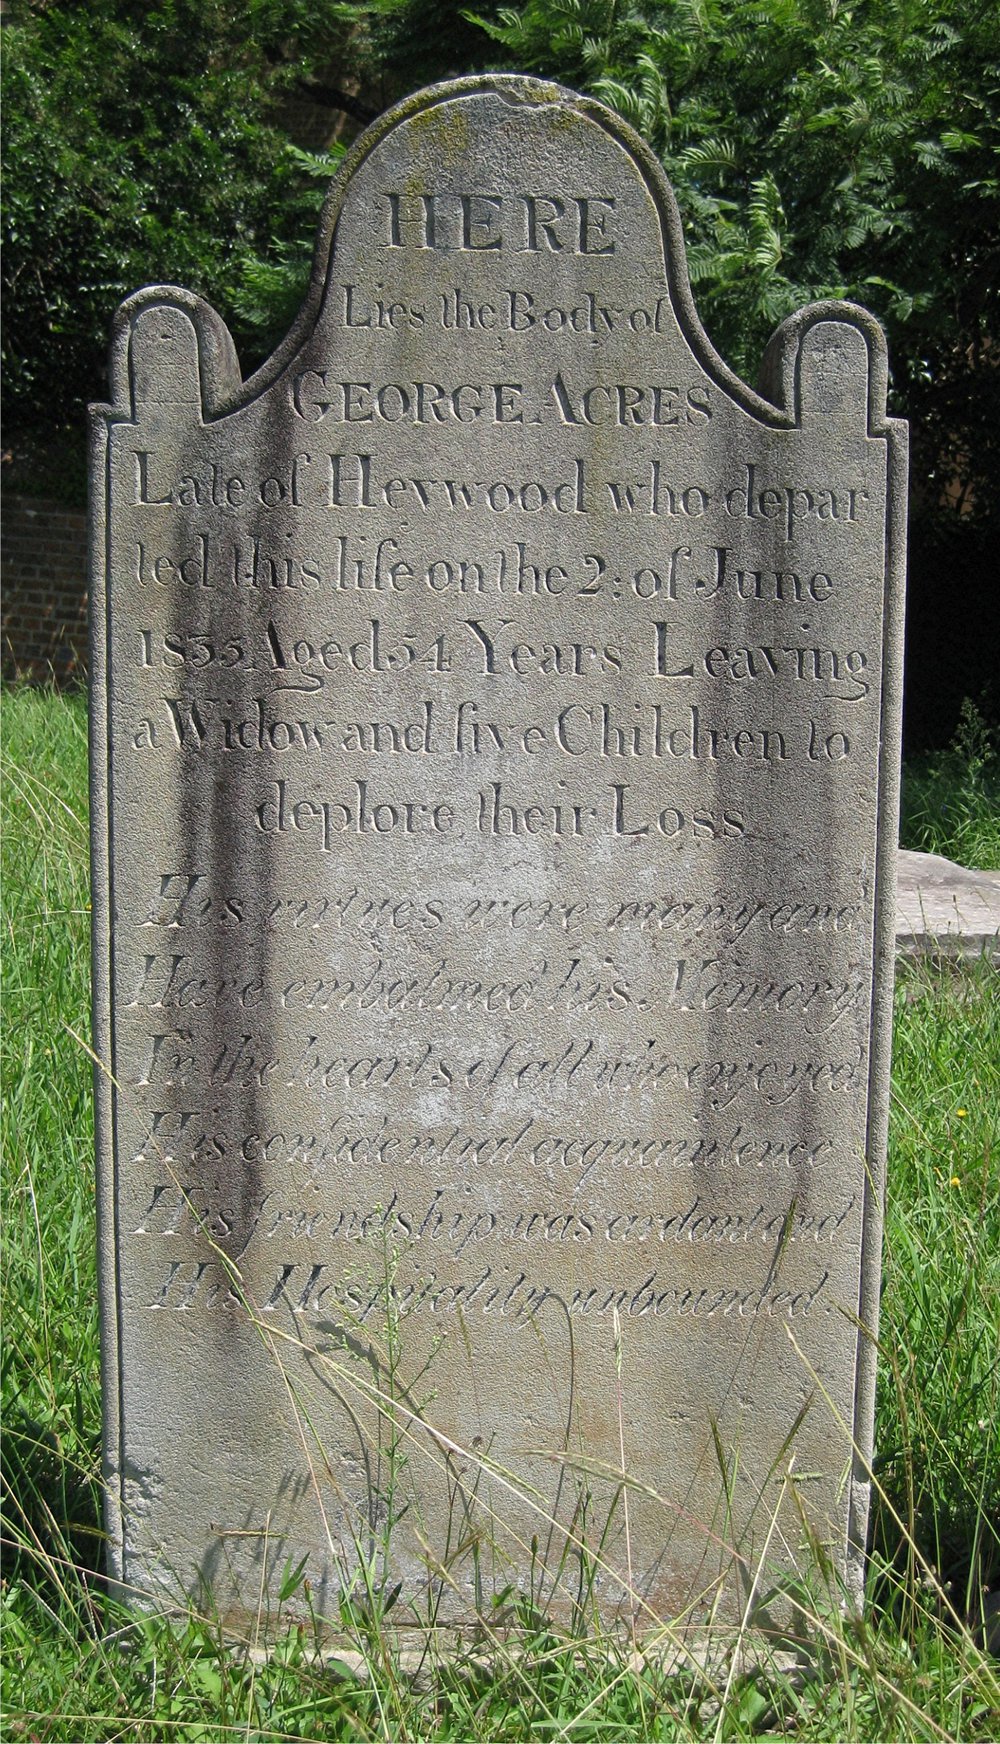 HERE
Lies the Body of
GEORGE ACRES
Late of Heywood who depar
ted this life on the 2: of June
1835 Aged 54 Years Leaving
a Widow and five Children to
deplore their Loss
His virtues were many and
Have embalmed his Memory
In the hearts of all who enjoyed
His confidential acquaintence
His friendship was ardant and
His Hospitality unbounded.